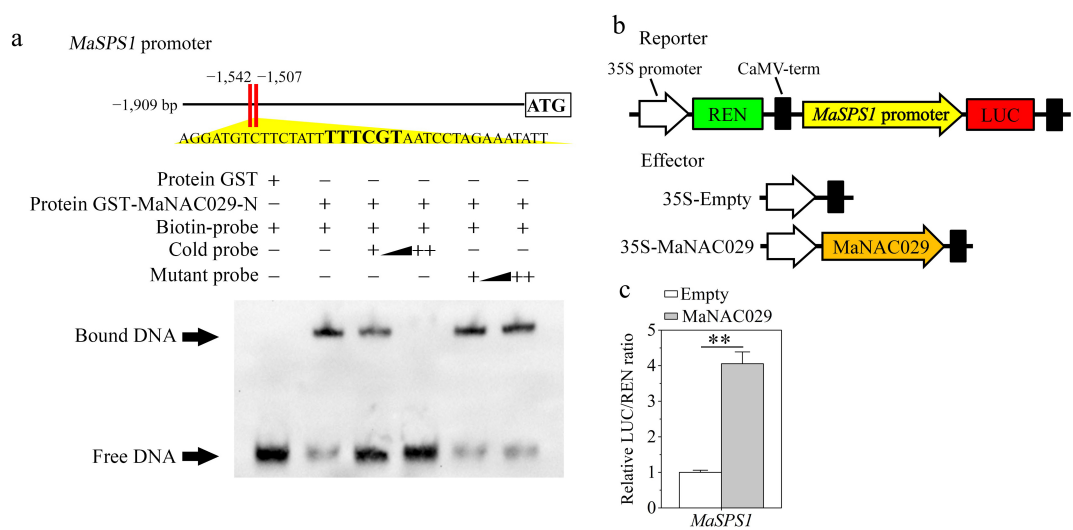 a
MaSPS1 promoter
−1,542
−1,507
−1,909 bp
ATG
AGGATGTCTTCTATTTTTCGTAATCCTAGAAATATT
Protein GST + − − − − −
Protein GST-MaNAC029-N − + + + + +
Biotin-probe + + + + + +
Cold probe − − + ++ − −
Mutant probe − − − − + ++
Bound DNA
Free DNA
b
Reporter
35S promoter
CaMV-term
REN
MaSPS1 promoter
LUC
Effector
35S-Empty
35S-MaNAC029
MaNAC029
c
Empty
MaNAC029
Relative LUC/REN ratio
5
4
3
2
1
0
**
MaSPS1